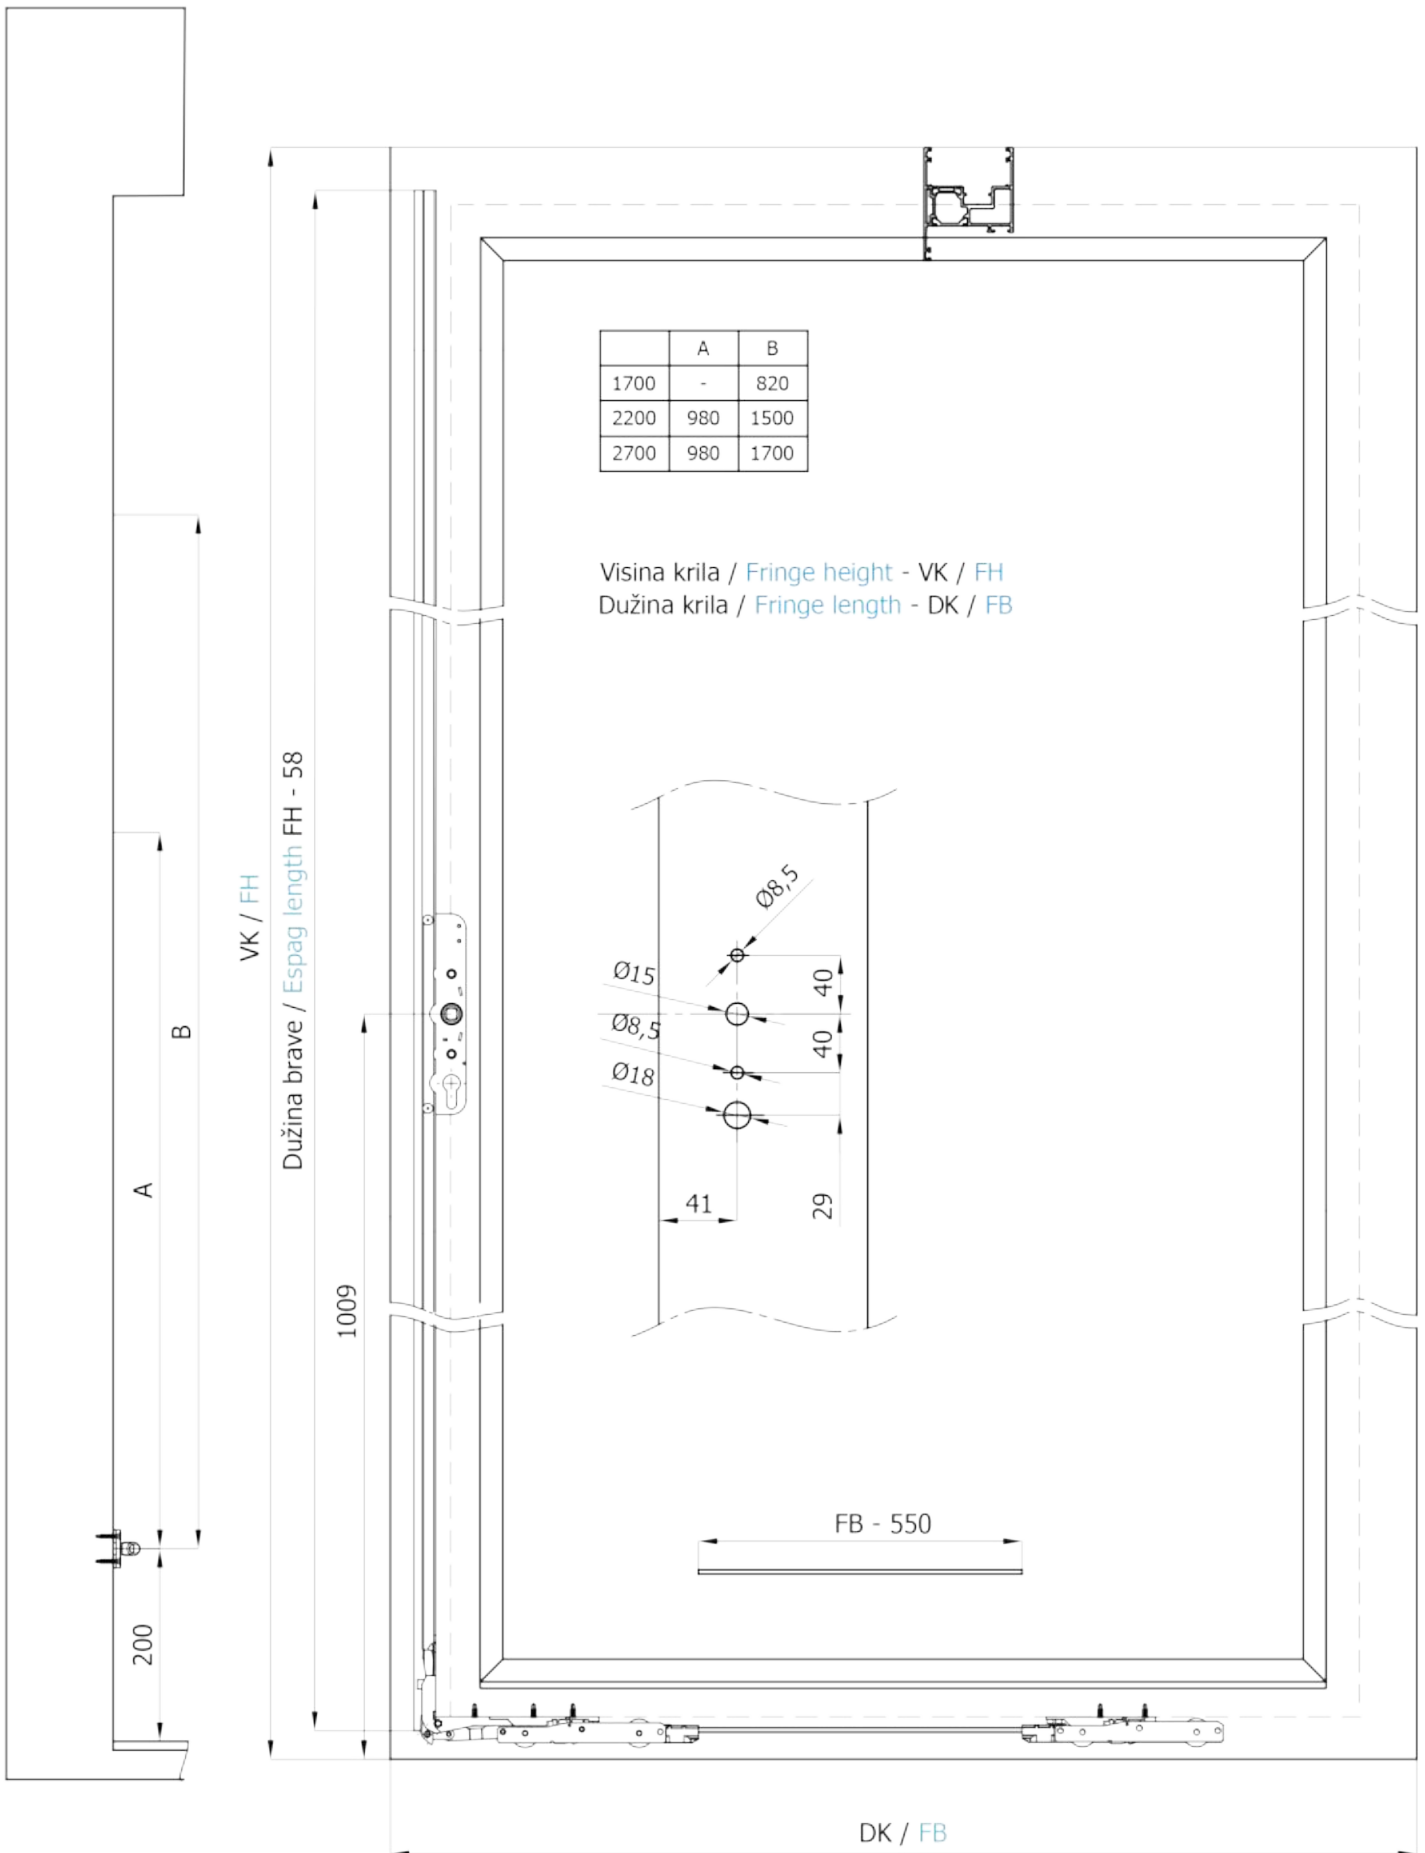 A B
1700 - 820
2200 980 1500
2700 980 1700
Visina krila / Fringe height - VK / FH
Dužina krila / Fringe length - DK / FB
VK / FH
Dužina brave / Espag length FH - 58
B
A
1009
200
Ø8,5
Ø15
Ø8,5
Ø18
40
40
29
41
FB - 550
DK / FB